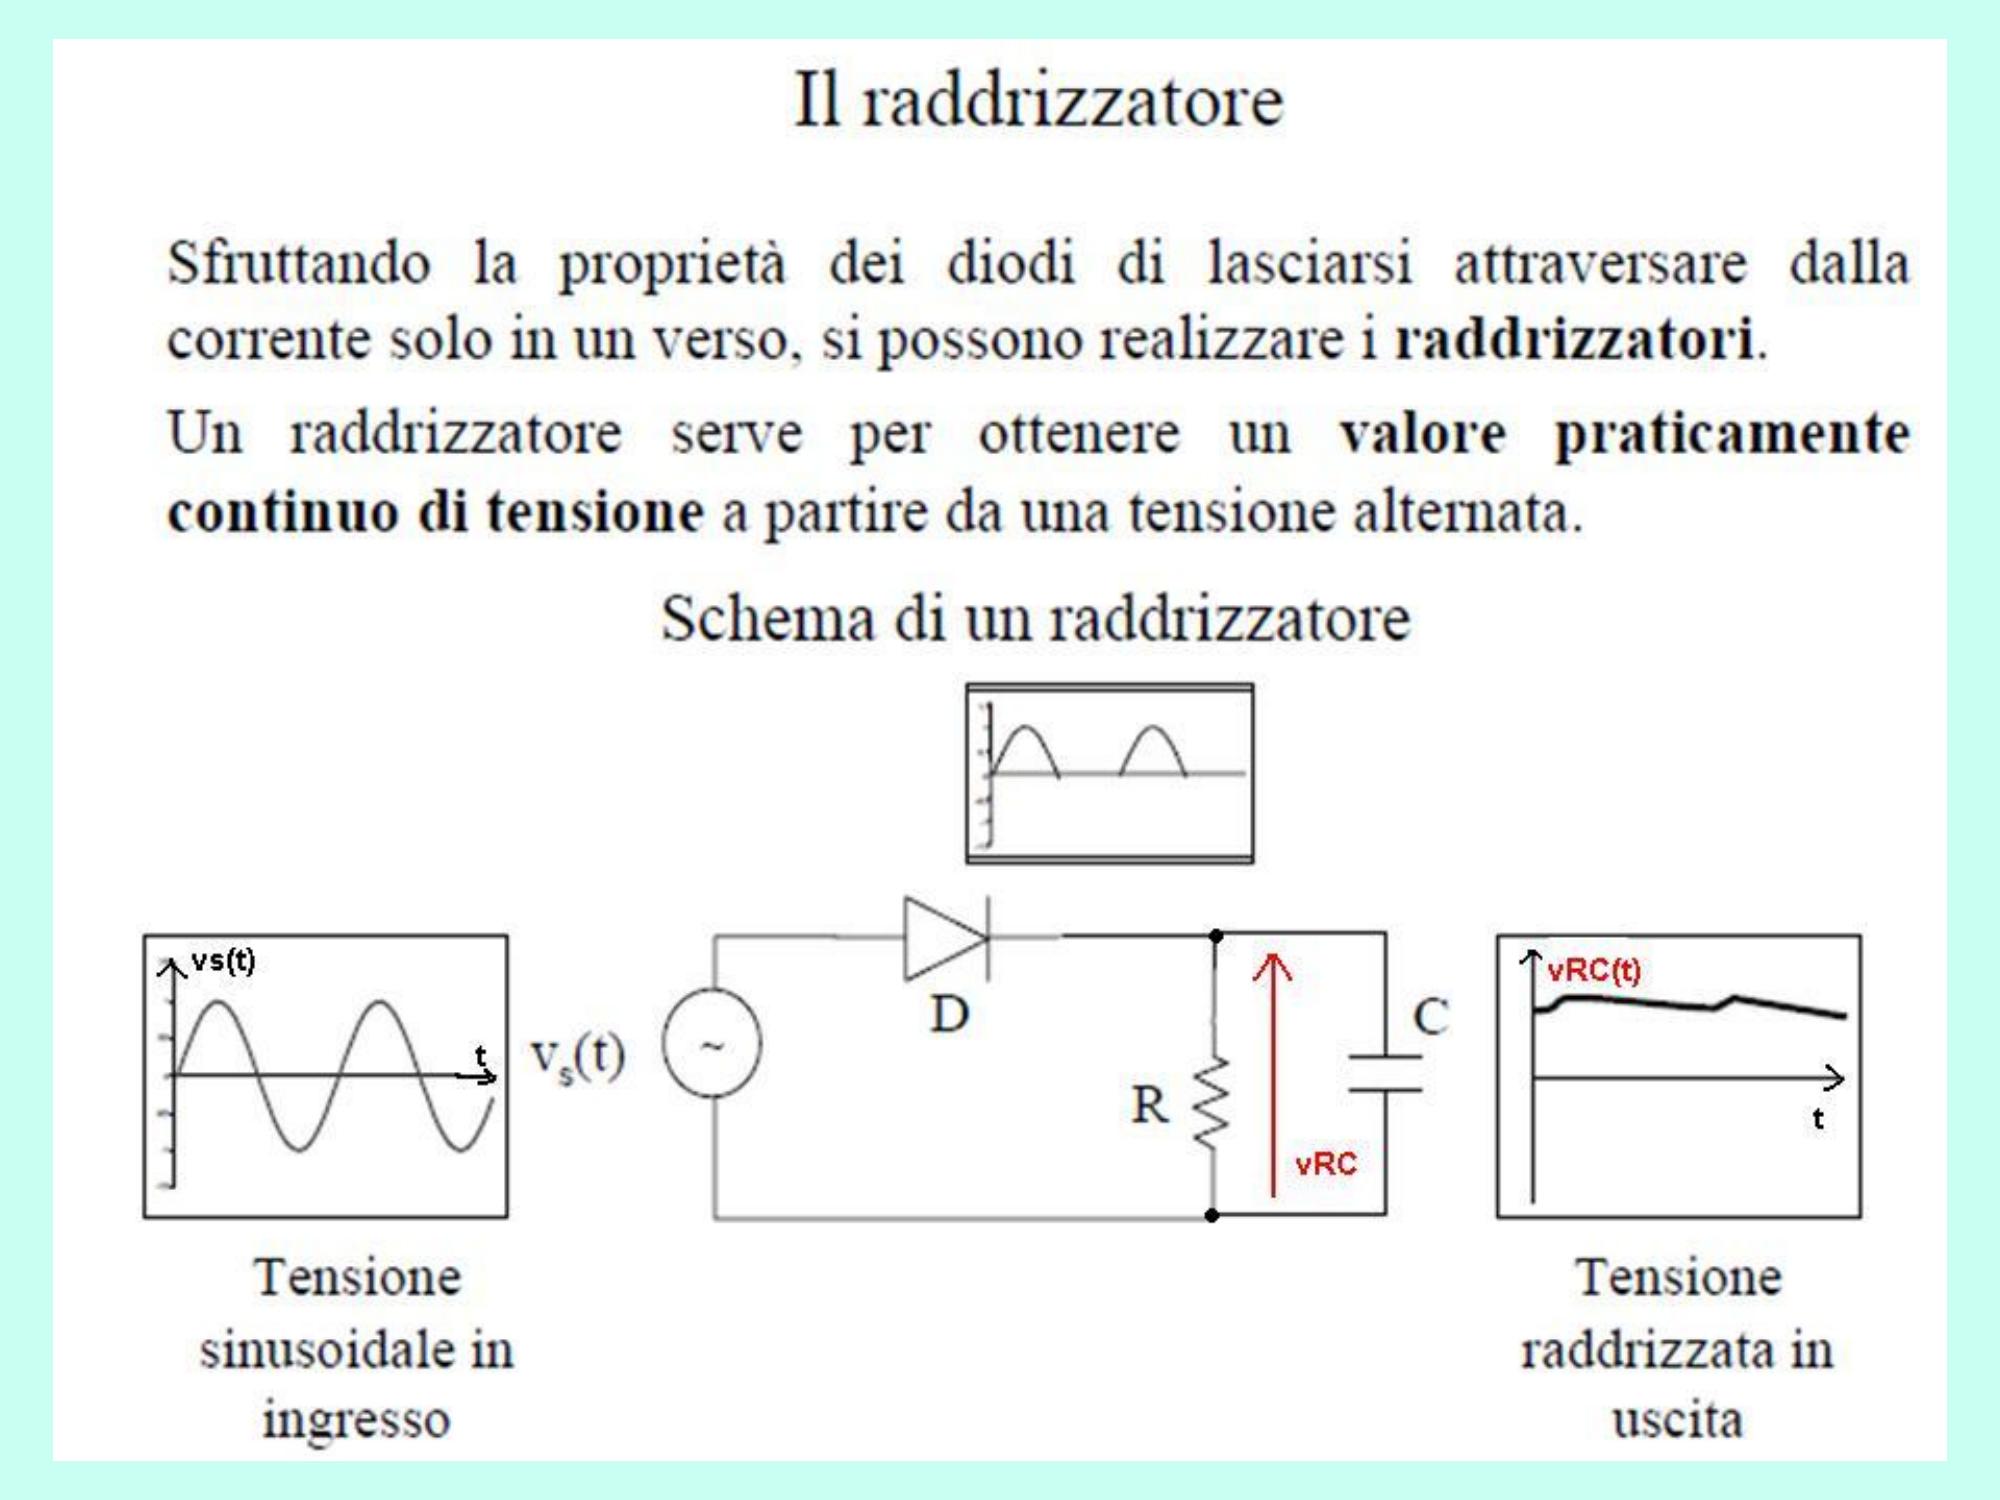 Il raddrizzatore
Sfruttando la proprietà dei diodi di lasciarsi attraversare dalla
corrente solo in un verso, si possono realizzare i raddrizzatori.
Un raddrizzatore serve per ottenere un valore praticamente
continuo di tensione a partire da una tensione alternata.
Schema di un raddrizzatore
vs(t)
t
vs(t)
~
D
R
vRC
C
vRC(t)
t
Tensione
sinusoidale in
ingresso
Tensione
raddrizzata in
uscita